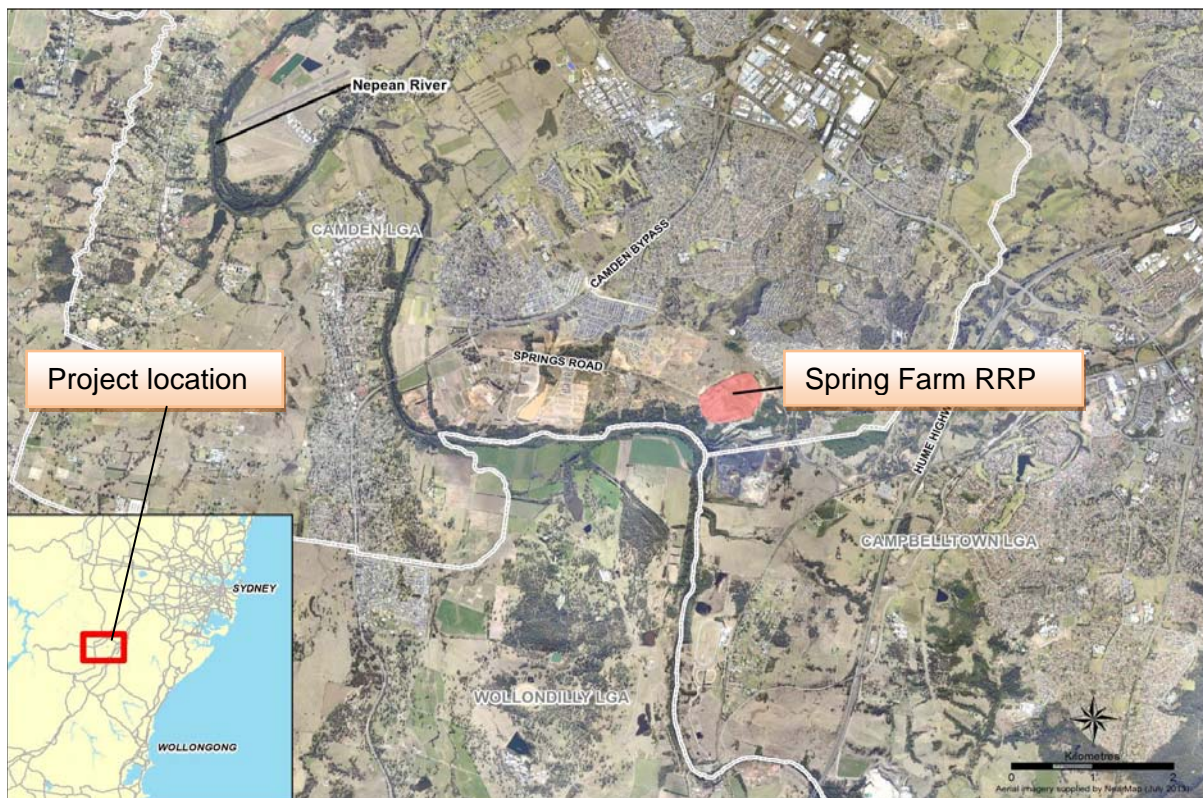 Nepean River
CAMDEN LGA
CAMDEN BYPASS
SPRINGS ROAD
Project location
Spring Farm RRP
HUME HIGHW
CAMPBELLTOWN LGA
SYDNEY
WOLLONDILLY LGA
WOLLONGONG
Kilometres
0 1 2
Aerial imagery supplied by NearMap (July 2013)